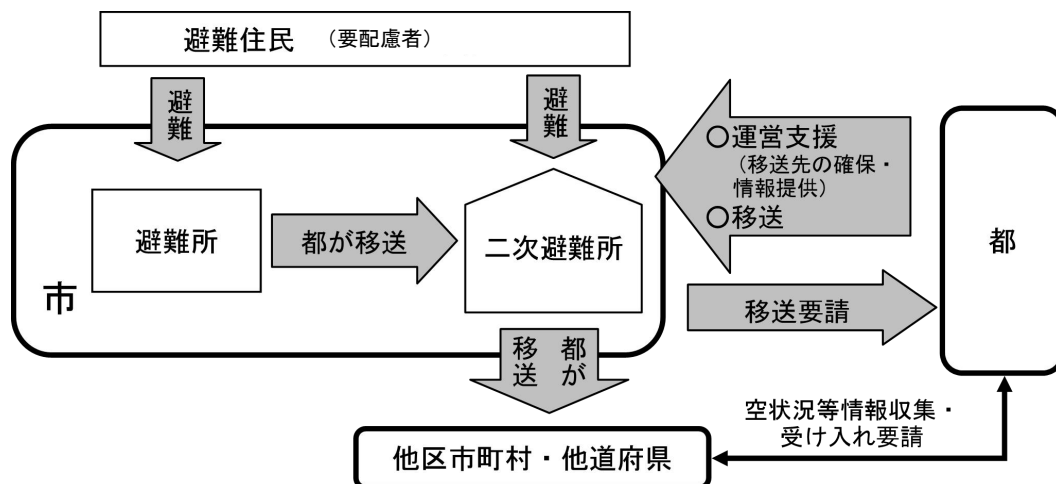 避難住民 （要配慮者）
避難
避難
○運営支援
（移送先の確保・
情報提供）
○移送
都
避難所
都が移送
二次避難所
市
移送要請
都が
移送
空状況等情報収集・
受け入れ要請
他区市町村・他道府県